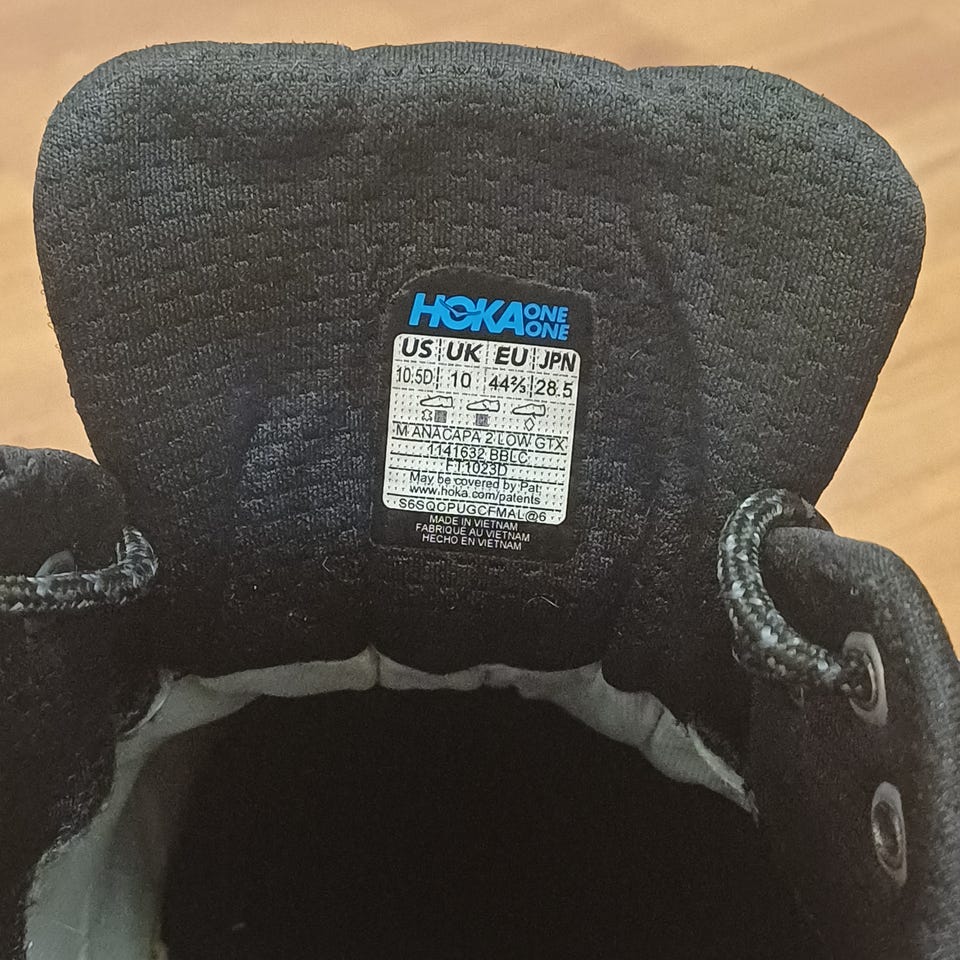 HOKA ONE ONE
US UK EU JPN
10.5D 10 44⅔ 28.5
M ANACAPA 2 LOW GTX
1141632 BBLC
FT1023D
May be covered by Pat:
www.hoka.com/patents
S6SQCPUGCFMAL@6
MADE IN VIETNAM
FABRIQUÉ AU VIETNAM
HECHO EN VIETNAM